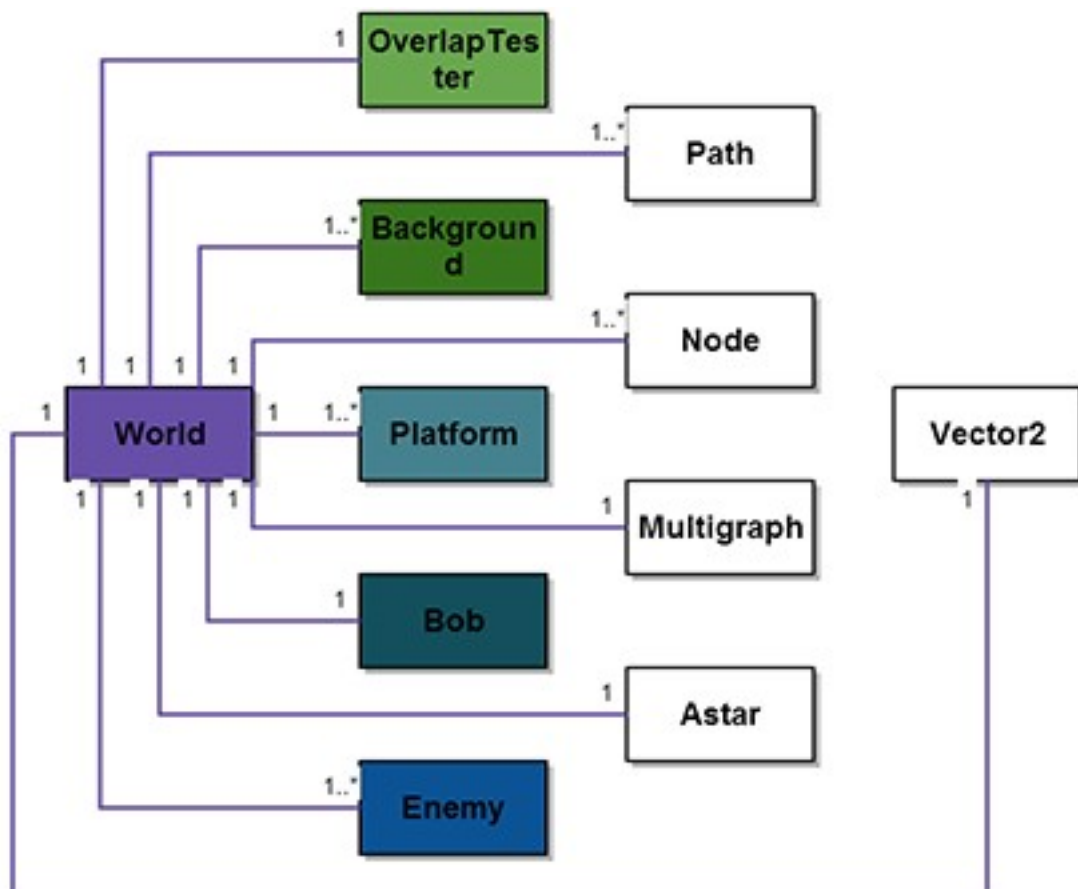 1
OverlapTes
ter
1..*
Path
1..*
Backgroun
d
1..*
Node
1
1
1
1
1
World
1
1..*
Platform
Vector2
1
1
1
1
1
1
Multigraph
1
Bob
1
Astar
1..*
Enemy